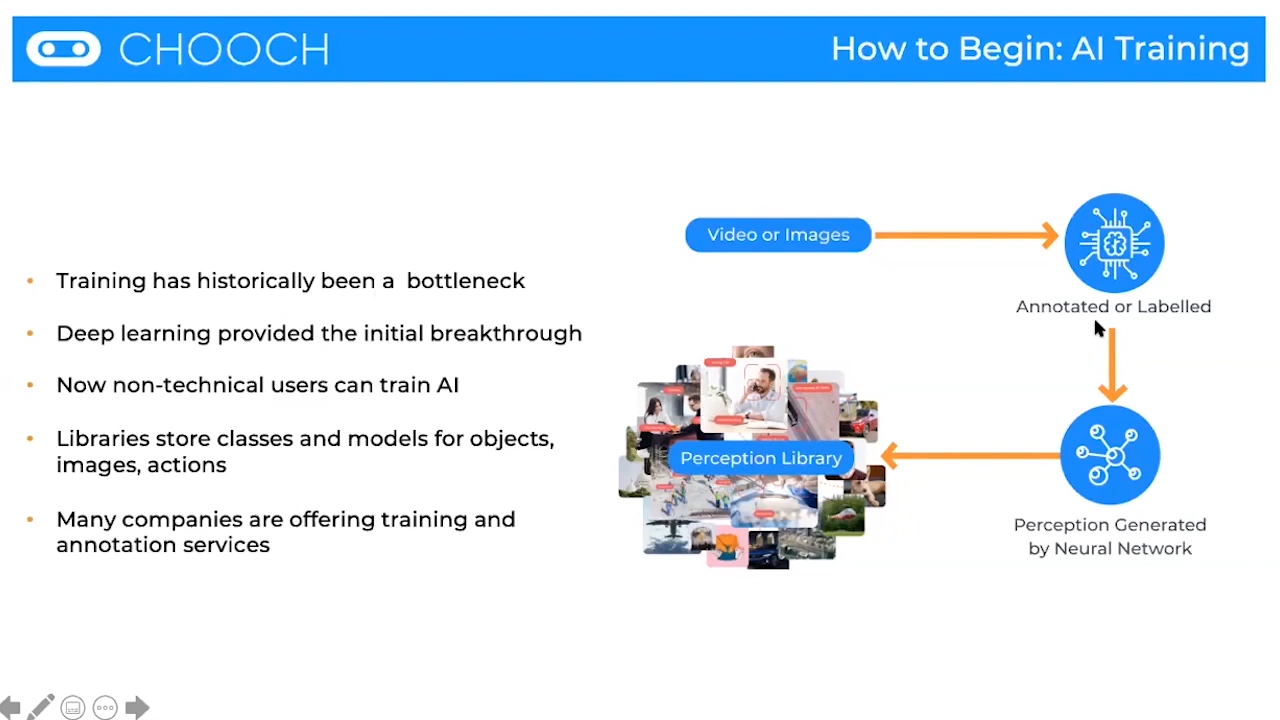 CHOOCH
How to Begin: AI Training
• Training has historically been a bottleneck
• Deep learning provided the initial breakthrough
• Now non-technical users can train AI
• Libraries store classes and models for objects,
images, actions
• Many companies are offering training and
annotation services
Video or Images
Annotated or Labelled
Perception Generated
by Neural Network
Perception Library